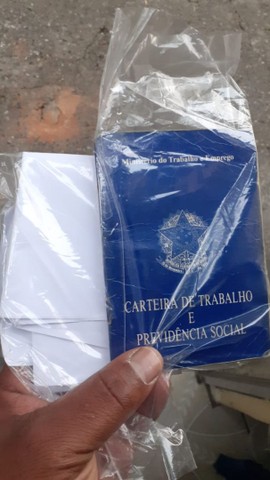 Ministério do Trabalho e Emprego
CARTEIRA DE TRABALHO
E
PREVIDÊNCIA SOCIAL